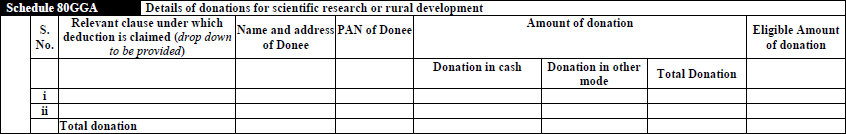 Schedule 80GGA Details of donations for scientific research or rural development
S. No.
Relevant clause under which
deduction is claimed (drop down
to be provided)
Name and address
of Donee
PAN of Donee
Amount of donation
Eligible Amount
of donation
Donation in cash
Donation in other
mode
Total Donation
i
ii
Total donation